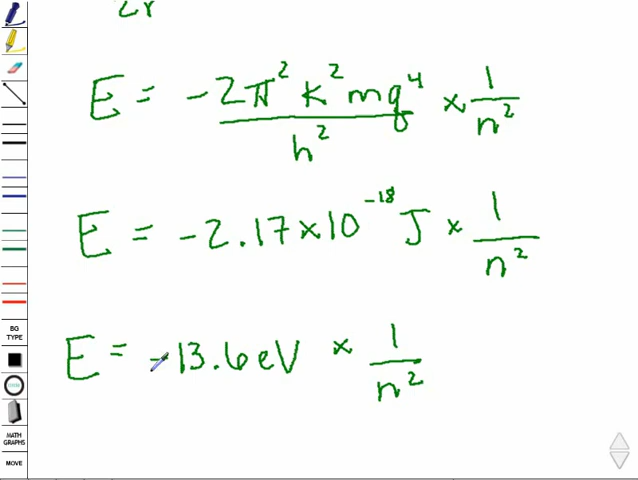 2r
E = -2π²k²mq⁴/h² × 1/n²
E = -2.17×10⁻¹⁸ J × 1/n²
E = -13.6eV × 1/n²
BG
TYPE
MATH
GRAPHS
MOVE